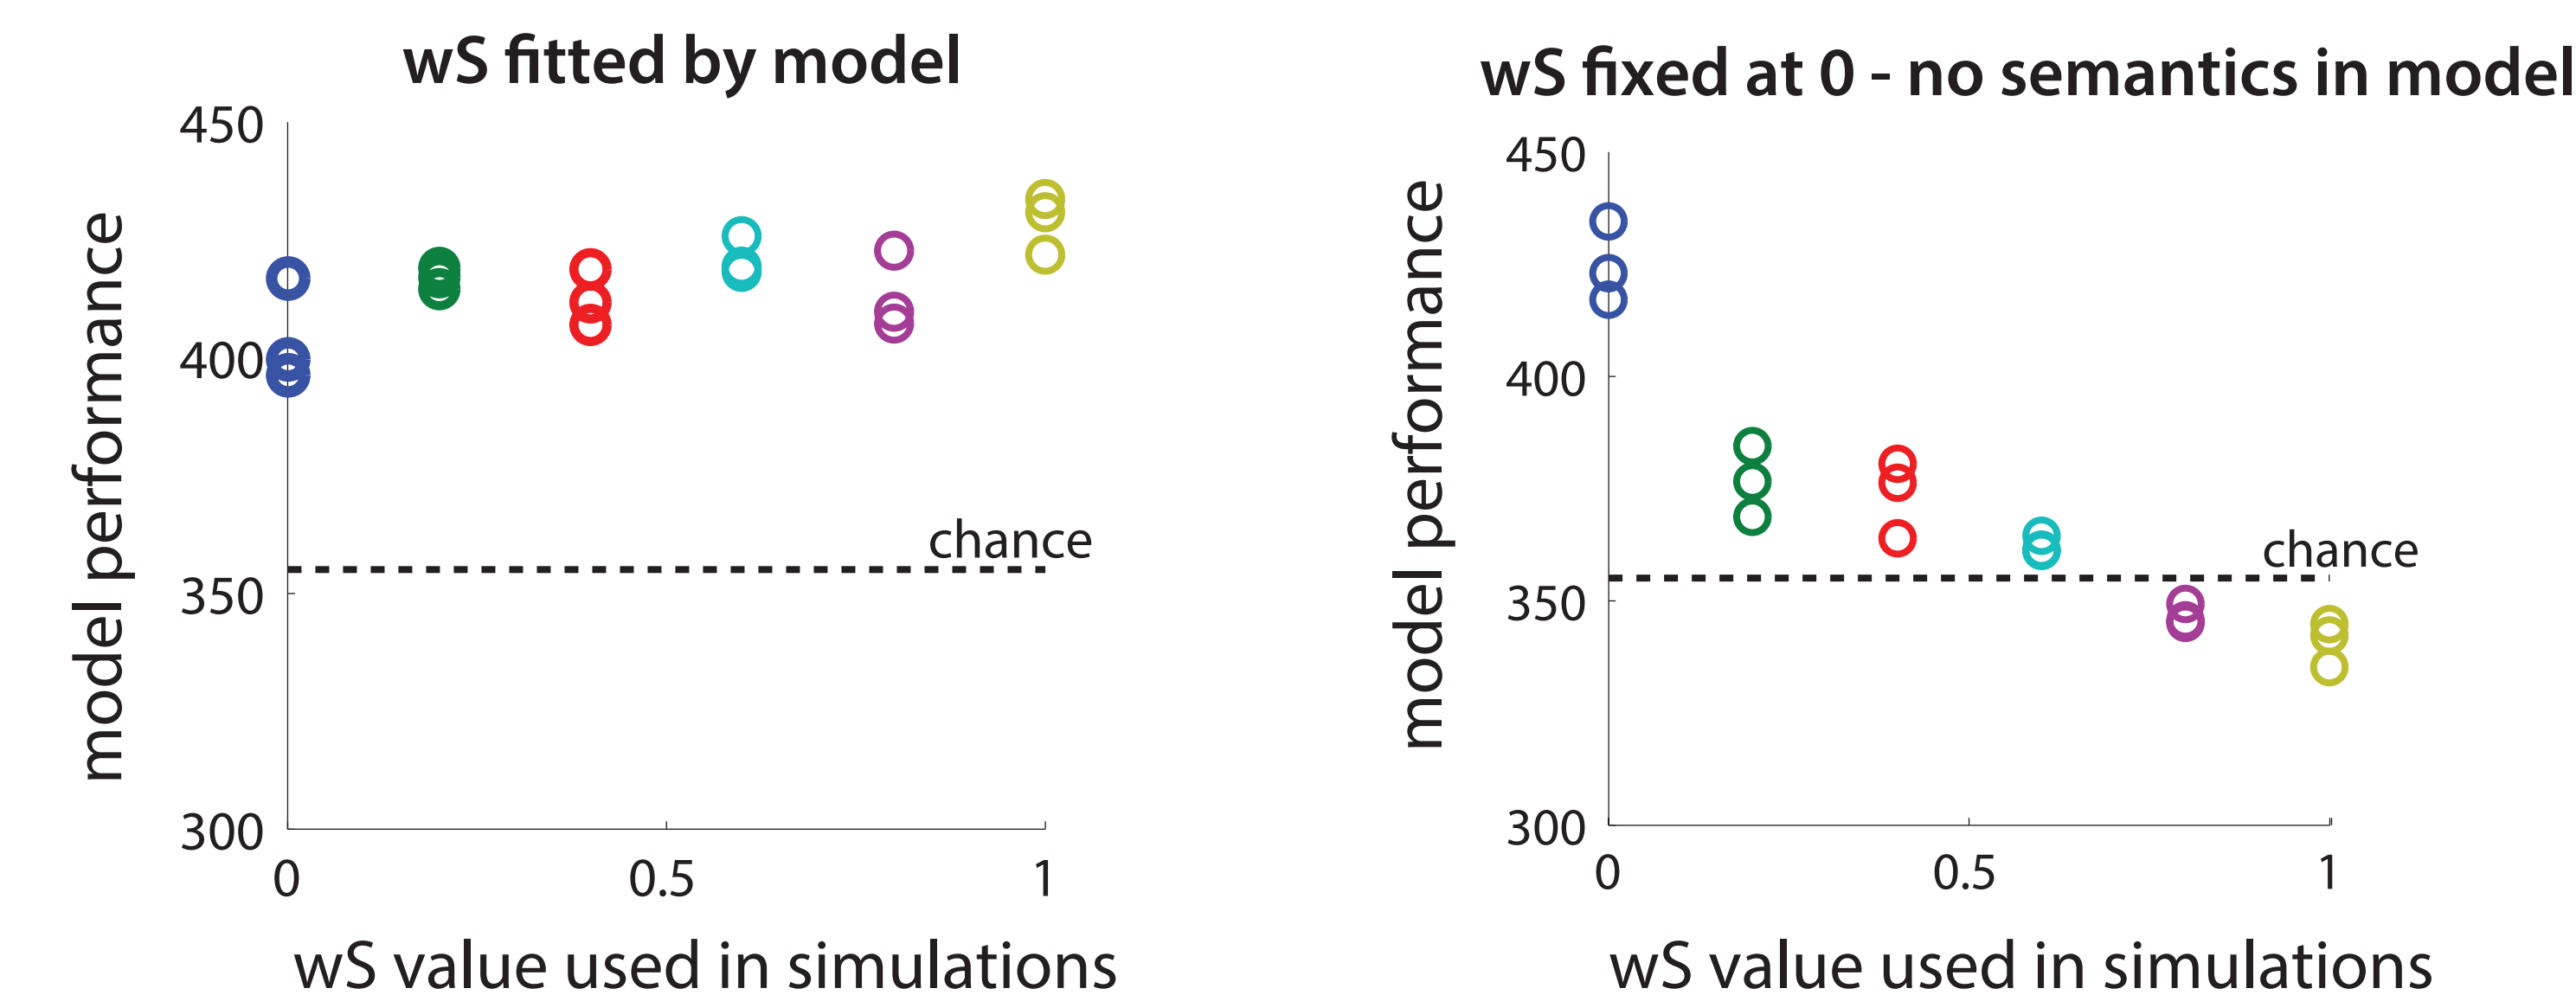 wS fitted by model
450
400
350
300
model performance
chance
0 0.5 1
wS value used in simulations
wS fixed at 0 - no semantics in model
450
400
350
300
model performance
chance
0 0.5 1
wS value used in simulations